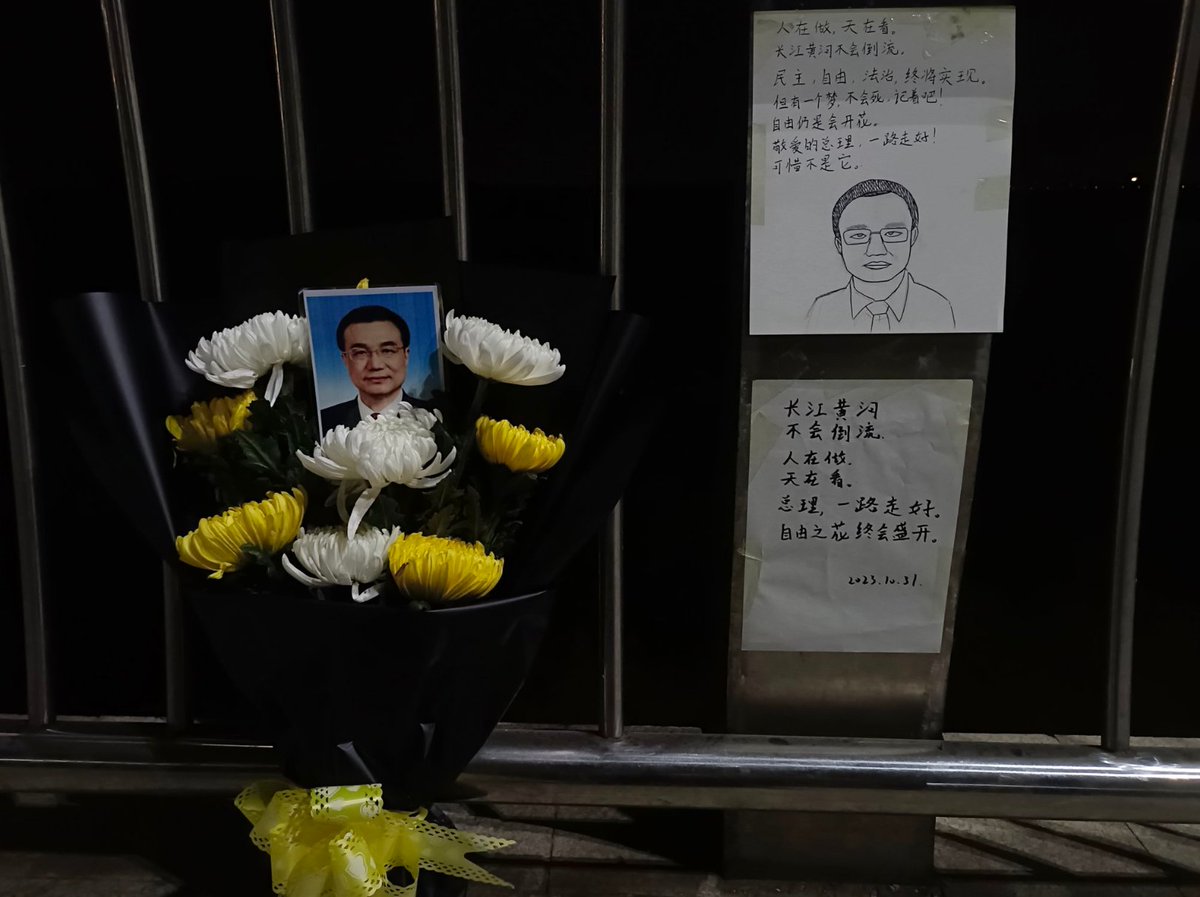 人在做，天在看。
长江黄河不会倒流。
民主，自由，法治，终将实现。
但有一个梦，不会死，记着吧！
自由仍是会开花。
敬爱的总理，一路走好！
可惜不是它。
长江黄河
不会倒流.
人在做.
天在看。
总理，一路走好。
自由之花终会盛开。
2023.10.31.